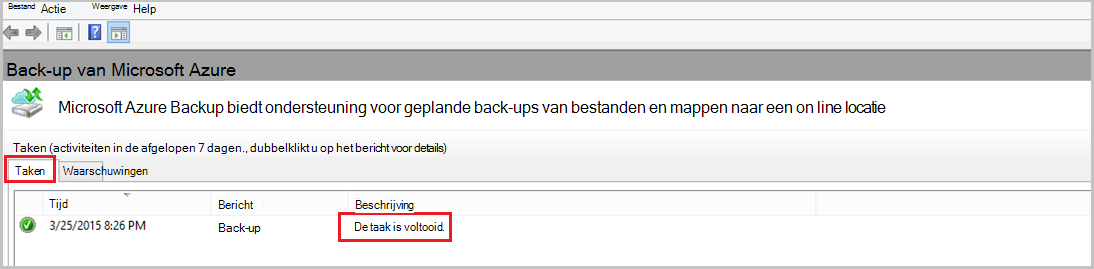 Bestand Actie Weergave Help
Back-up van Microsoft Azure
Microsoft Azure Backup biedt ondersteuning voor geplande back-ups van bestanden en mappen naar een on line locatie
Taken (activiteiten in de afgelopen 7 dagen., dubbelklikt u op het bericht voor details)
Taken Waarschuwingen
Tijd Bericht Beschrijving
3/25/2015 8:26 PM Back-up De taak is voltooid.